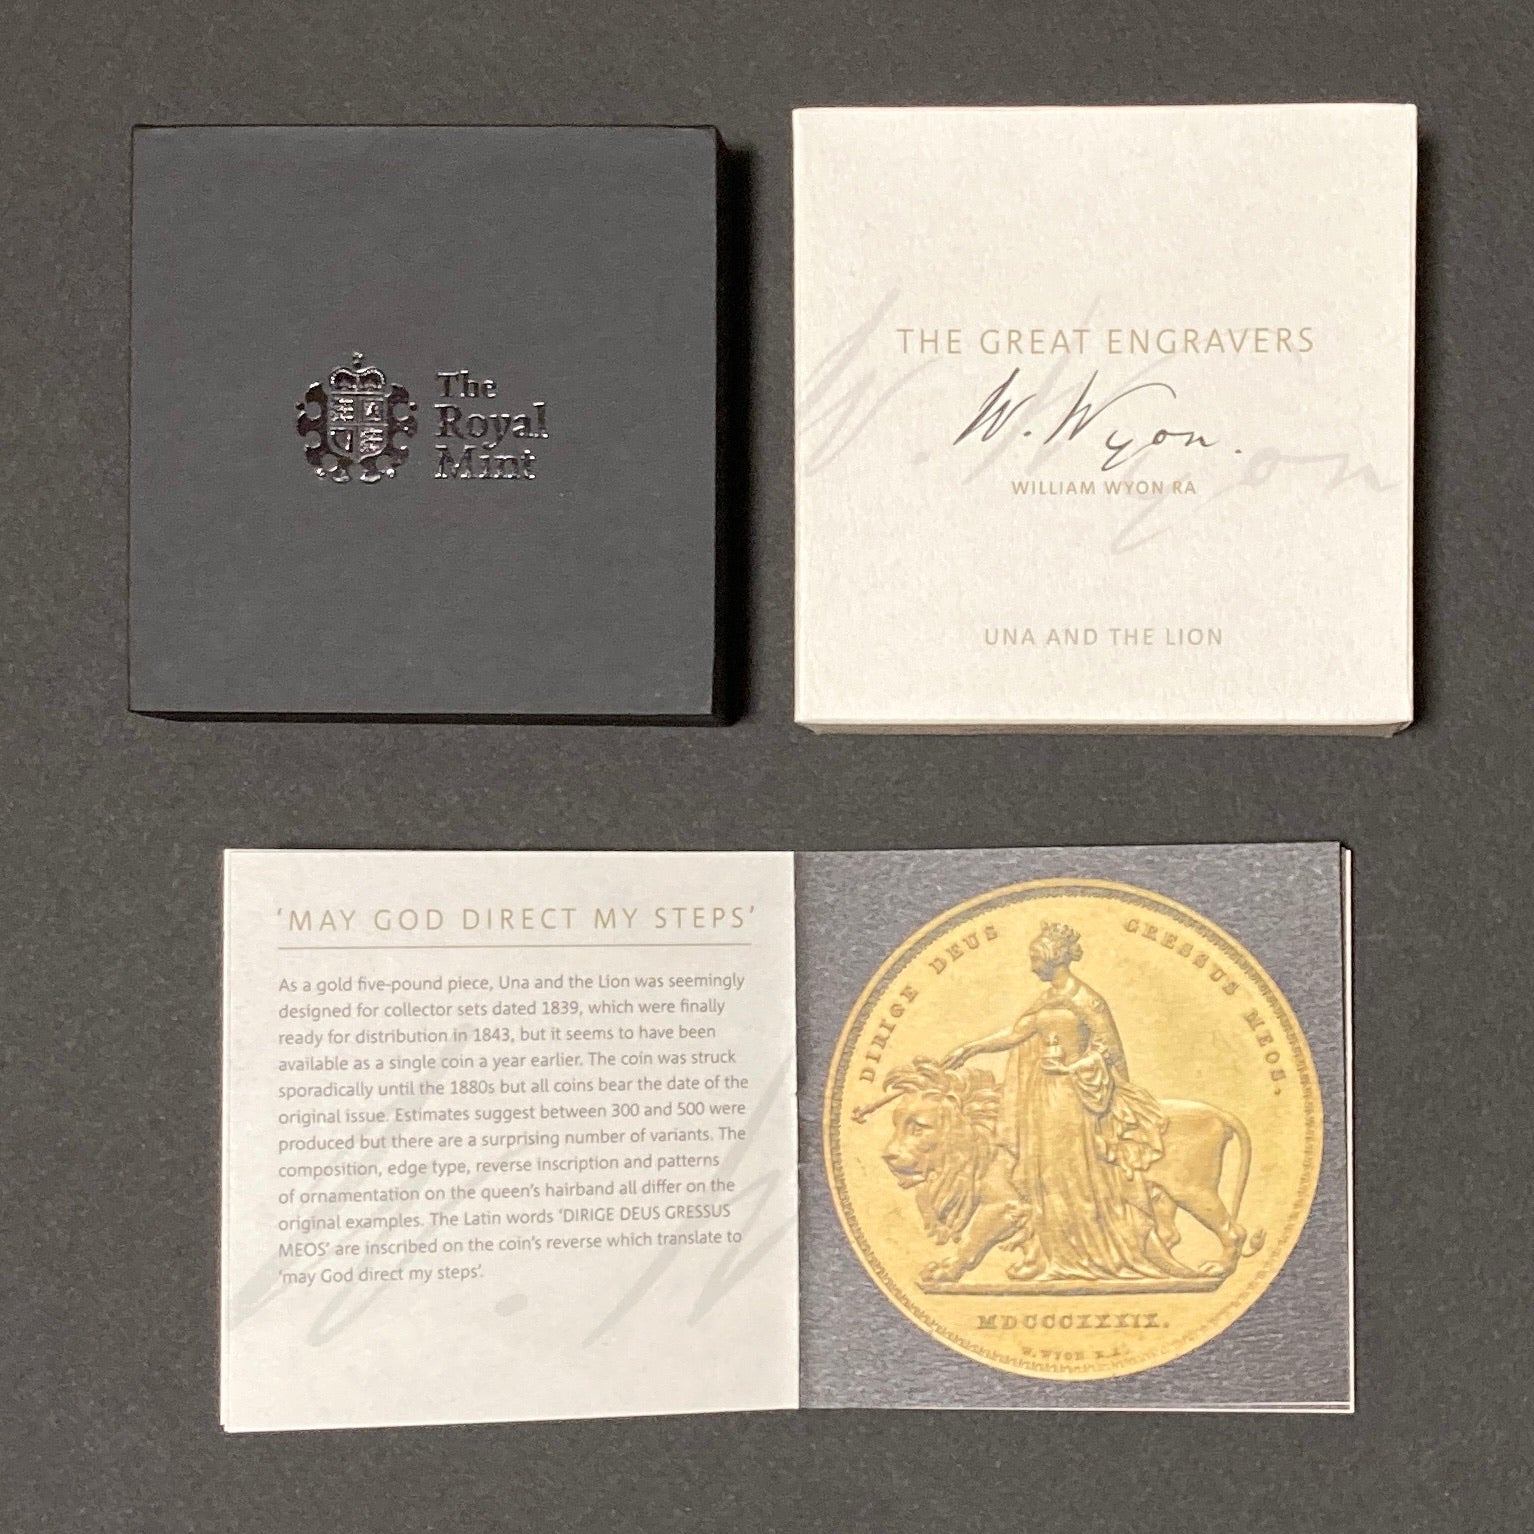 The
Royal
Mint
THE GREAT ENGRAVERS
W. Wyon.
WILLIAM WYON RA
UNA AND THE LION
'MAY GOD DIRECT MY STEPS'
As a gold five-pound piece, Una and the Lion was seemingly
designed for collector sets dated 1839, which were finally
ready for distribution in 1843, but it seems to have been
available as a single coin a year earlier. The coin was struck
sporadically until the 1880s but all coins bear the date of the
original issue. Estimates suggest between 300 and 500 were
produced but there are a surprising number of variants. The
composition, edge type, reverse inscription and patterns
of ornamentation on the queen's hairband all differ on the
original examples. The Latin words 'DIRIGE DEUS GRESSUS
MEOS' are inscribed on the coin's reverse which translate to
'may God direct my steps'.
DIRIGE DEUS GRESSUS MEOS.
MDCCCXXXIX.
W. WYON R.A.